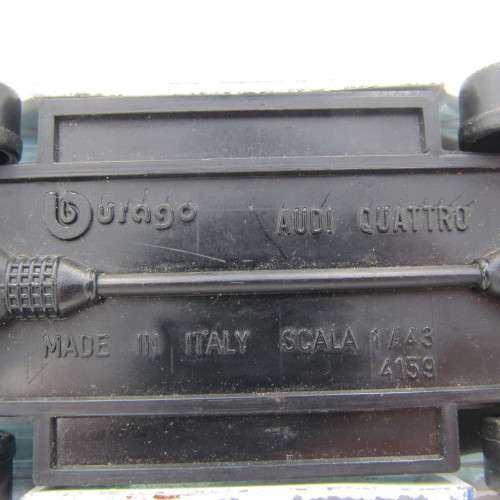 Burago AUDI QUATTRO
MADE IN ITALY SCALA 1/43
4159